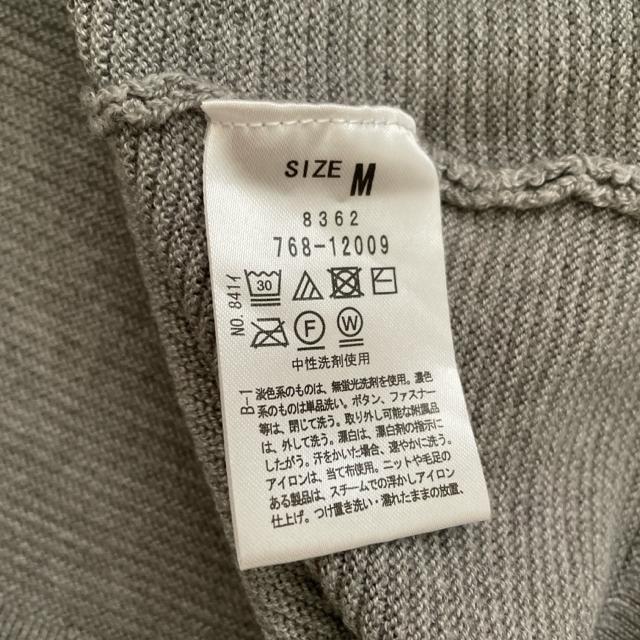 SIZE M
8362
768-12009
NO. 841イ
30
F W
中性洗剤使用
B-1
淡色系のものは、無蛍光洗剤を使用。濃色
系のものは単品洗い。ボタン、ファスナー
等は、閉じて洗う。取り外し可能な附属品
は、外して洗う。漂白は、漂白剤の指示に
したがう。汗をかいた場合、速やかに洗う。
アイロンは、当て布使用。ニットや毛足の
ある製品は、スチームでの浮かしアイロン
仕上げ。つけ置き洗い・濡れたままの放置、